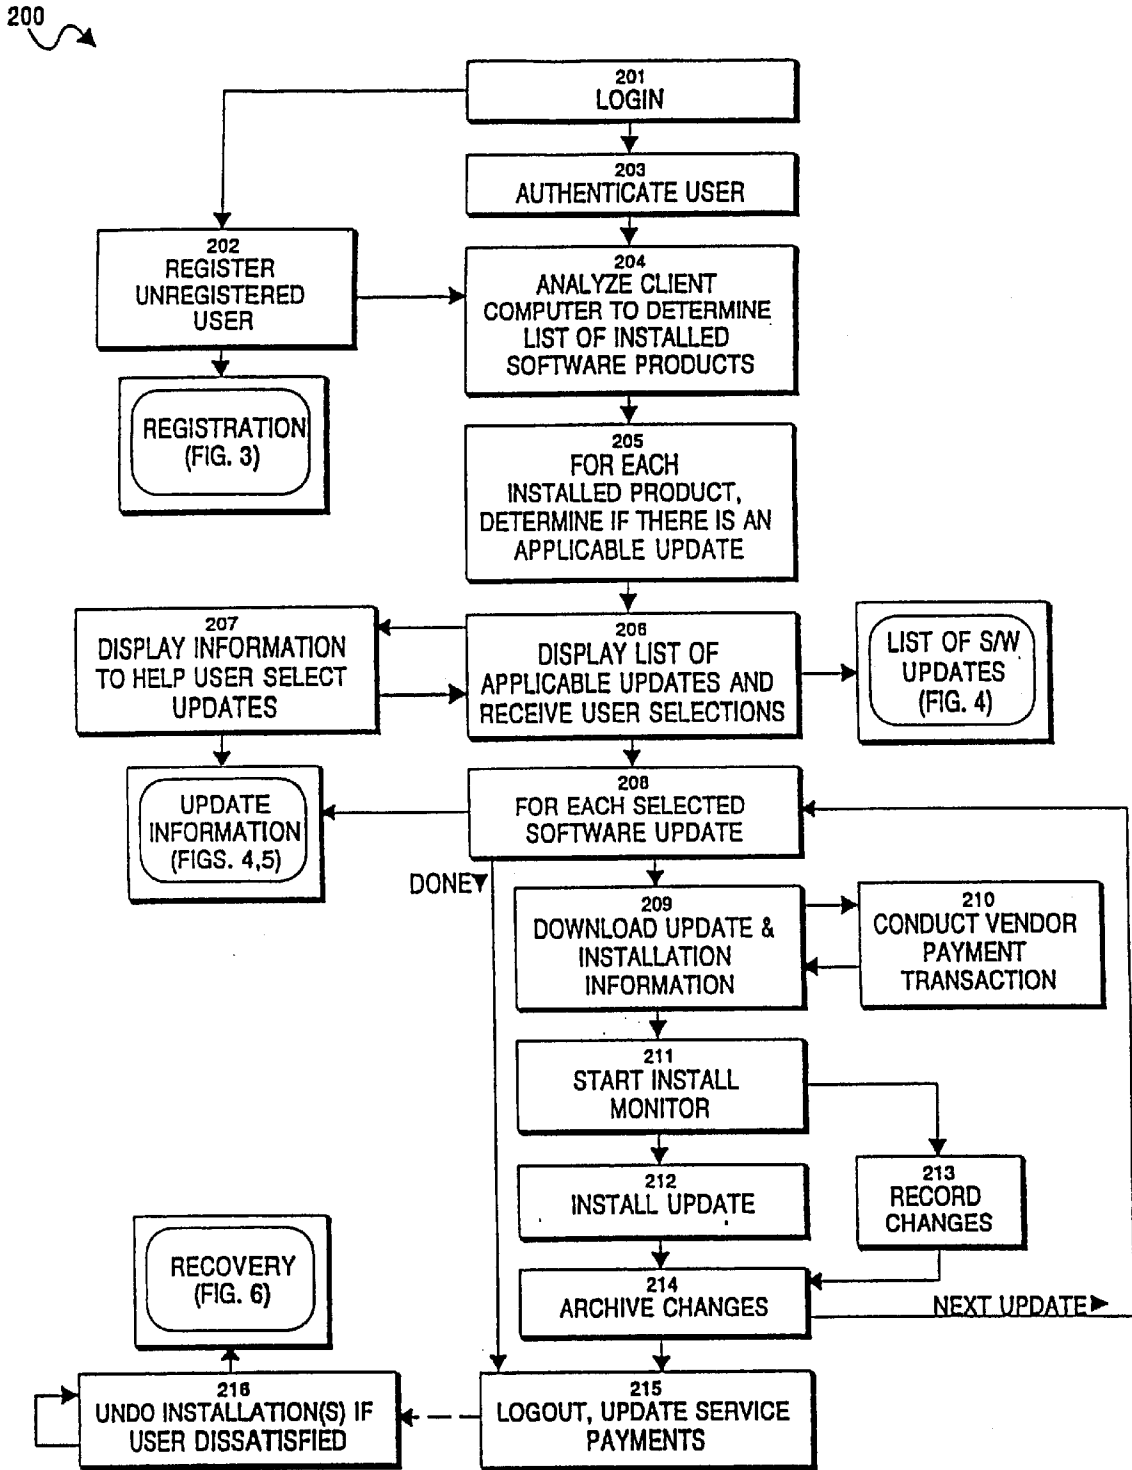 200
201
LOGIN
203
AUTHENTICATE USER
202
REGISTER
UNREGISTERED
USER
204
ANALYZE CLIENT
COMPUTER TO DETERMINE
LIST OF INSTALLED
SOFTWARE PRODUCTS
REGISTRATION
(FIG. 3)
205
FOR EACH
INSTALLED PRODUCT,
DETERMINE IF THERE IS AN
APPLICABLE UPDATE
207
DISPLAY INFORMATION
TO HELP USER SELECT
UPDATES
206
DISPLAY LIST OF
APPLICABLE UPDATES AND
RECEIVE USER SELECTIONS
LIST OF S/W
UPDATES
(FIG. 4)
UPDATE
INFORMATION
(FIGS. 4,5)
208
FOR EACH SELECTED
SOFTWARE UPDATE
DONE
209
DOWNLOAD UPDATE &
INSTALLATION
INFORMATION
210
CONDUCT VENDOR
PAYMENT
TRANSACTION
211
START INSTALL
MONITOR
212
INSTALL UPDATE
213
RECORD
CHANGES
RECOVERY
(FIG. 6)
214
ARCHIVE CHANGES
NEXT UPDATE
216
UNDO INSTALLATION(S) IF
USER DISSATISFIED
215
LOGOUT, UPDATE SERVICE
PAYMENTS